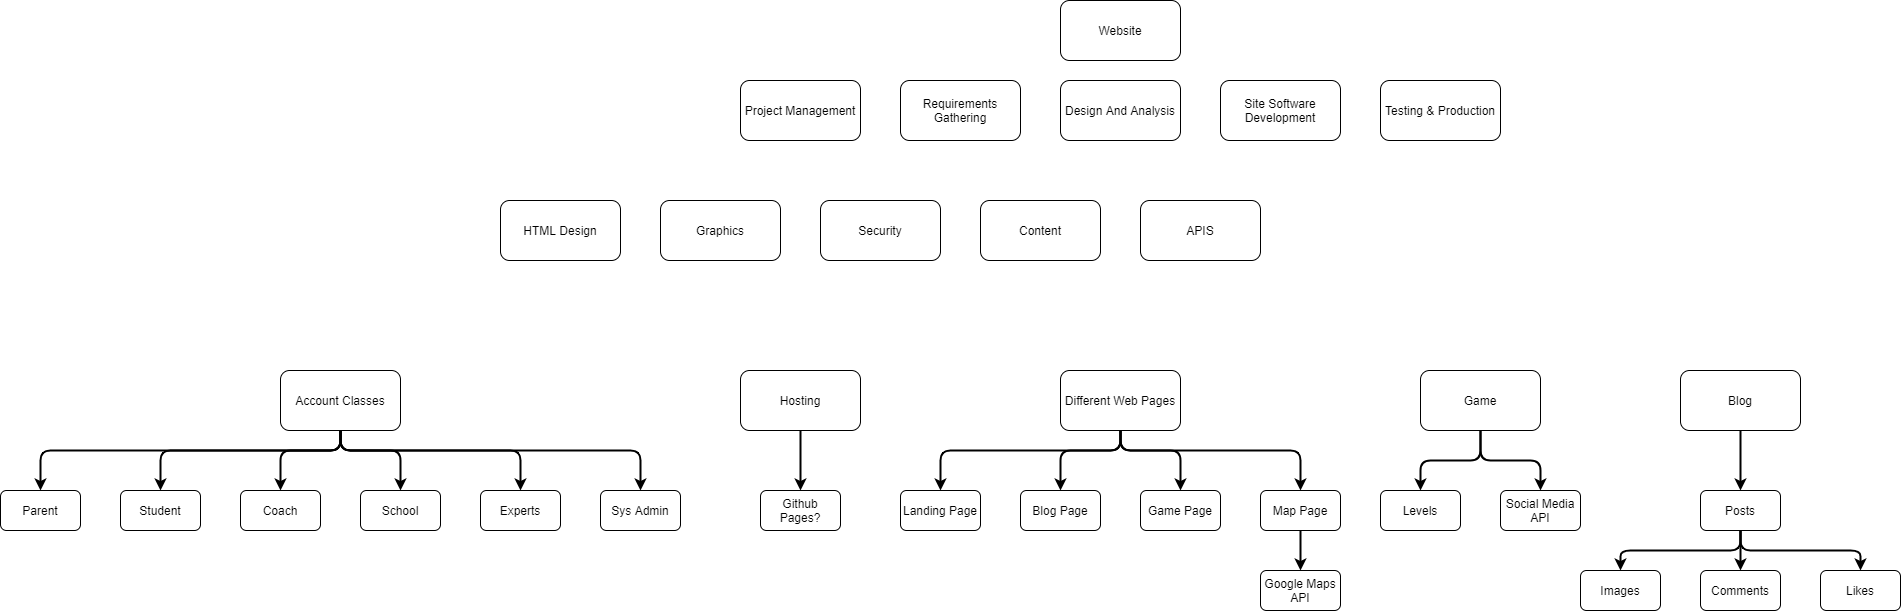 Website
Project Management
Requirements
Gathering
Design And Analysis
Site Software
Development
Testing & Production
HTML Design
Graphics
Security
Content
APIS
Account Classes
Hosting
Different Web Pages
Game
Blog
Parent
Student
Coach
School
Experts
Sys Admin
Github
Pages?
Landing Page
Blog Page
Game Page
Map Page
Levels
Social Media
API
Posts
Google Maps
API
Images
Comments
Likes